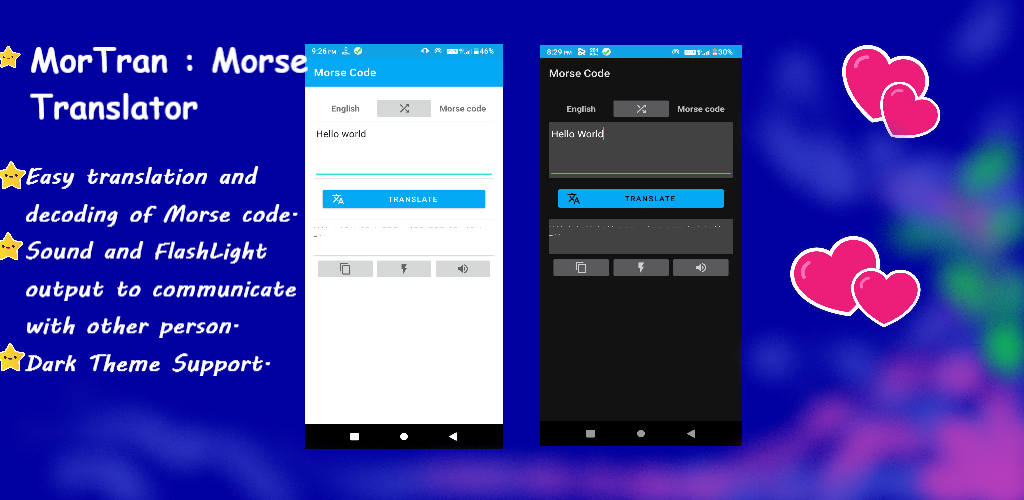 MorTran : Morse
Translator
Easy translation and
decoding of Morse code.
Sound and FlashLight
output to communicate
with other person.
Dark Theme Support.
9:26 PM
46%
Morse Code
English
Morse code
Hello world
TRANSLATE
8:29 PM
30%
Morse Code
English
Morse code
Hello World
TRANSLATE